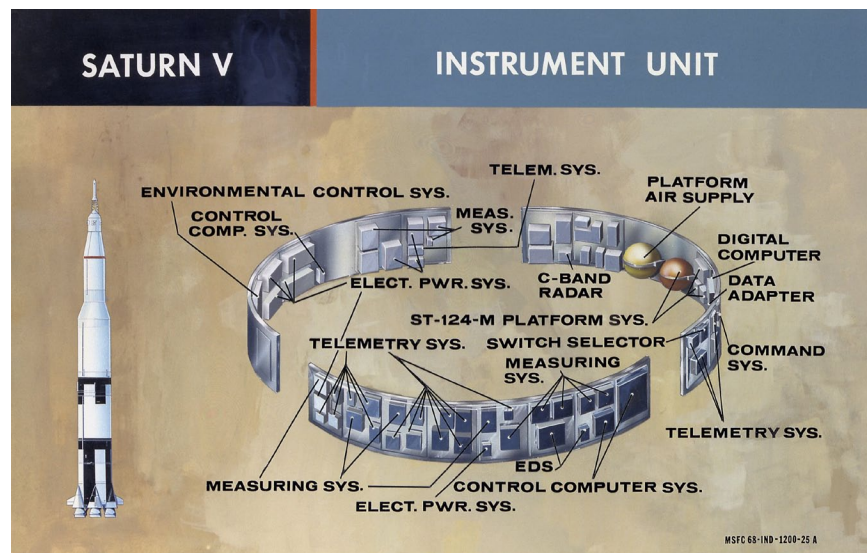 SATURN V
INSTRUMENT UNIT
TELEM. SYS.
ENVIRONMENTAL CONTROL SYS.
PLATFORM
AIR SUPPLY
CONTROL
COMP. SYS.
MEAS.
SYS.
DIGITAL
COMPUTER
C-BAND
RADAR
ELECT. PWR. SYS.
DATA
ADAPTER
ST-124-M PLATFORM SYS.
TELEMETRY SYS.
SWITCH SELECTOR
MEASURING
SYS.
COMMAND
SYS.
TELEMETRY SYS.
EDS
MEASURING SYS.
CONTROL COMPUTER SYS.
ELECT. PWR. SYS.
MSFC 68-IND-1200-25 A